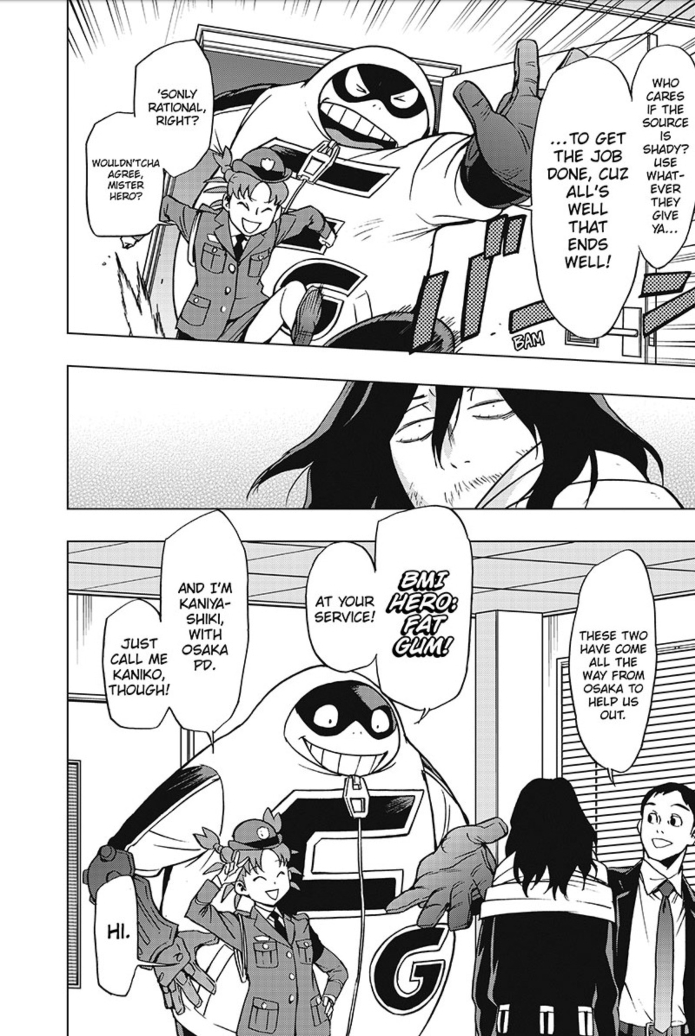 WHO
CARES
IF THE
SOURCE
IS
SHADY?
USE
WHAT-
EVER
THEY
GIVE
YA...
...TO GET
THE JOB
DONE, CUZ
ALL'S
WELL
THAT
ENDS
WELL!
'SONLY
RATIONAL,
RIGHT?
WOULDN'TCHA
AGREE,
MISTER
HERO?
バーン
BAM
THESE TWO
HAVE COME
ALL THE
WAY FROM
OSAKA TO
HELP US
OUT.
BMI
HERO:
FAT
GUM!
AT YOUR
SERVICE!
AND I'M
KANIYA-
SHIKI,
WITH
OSAKA
PD.
JUST
CALL ME
KANIKO,
THOUGH!
HI.
G